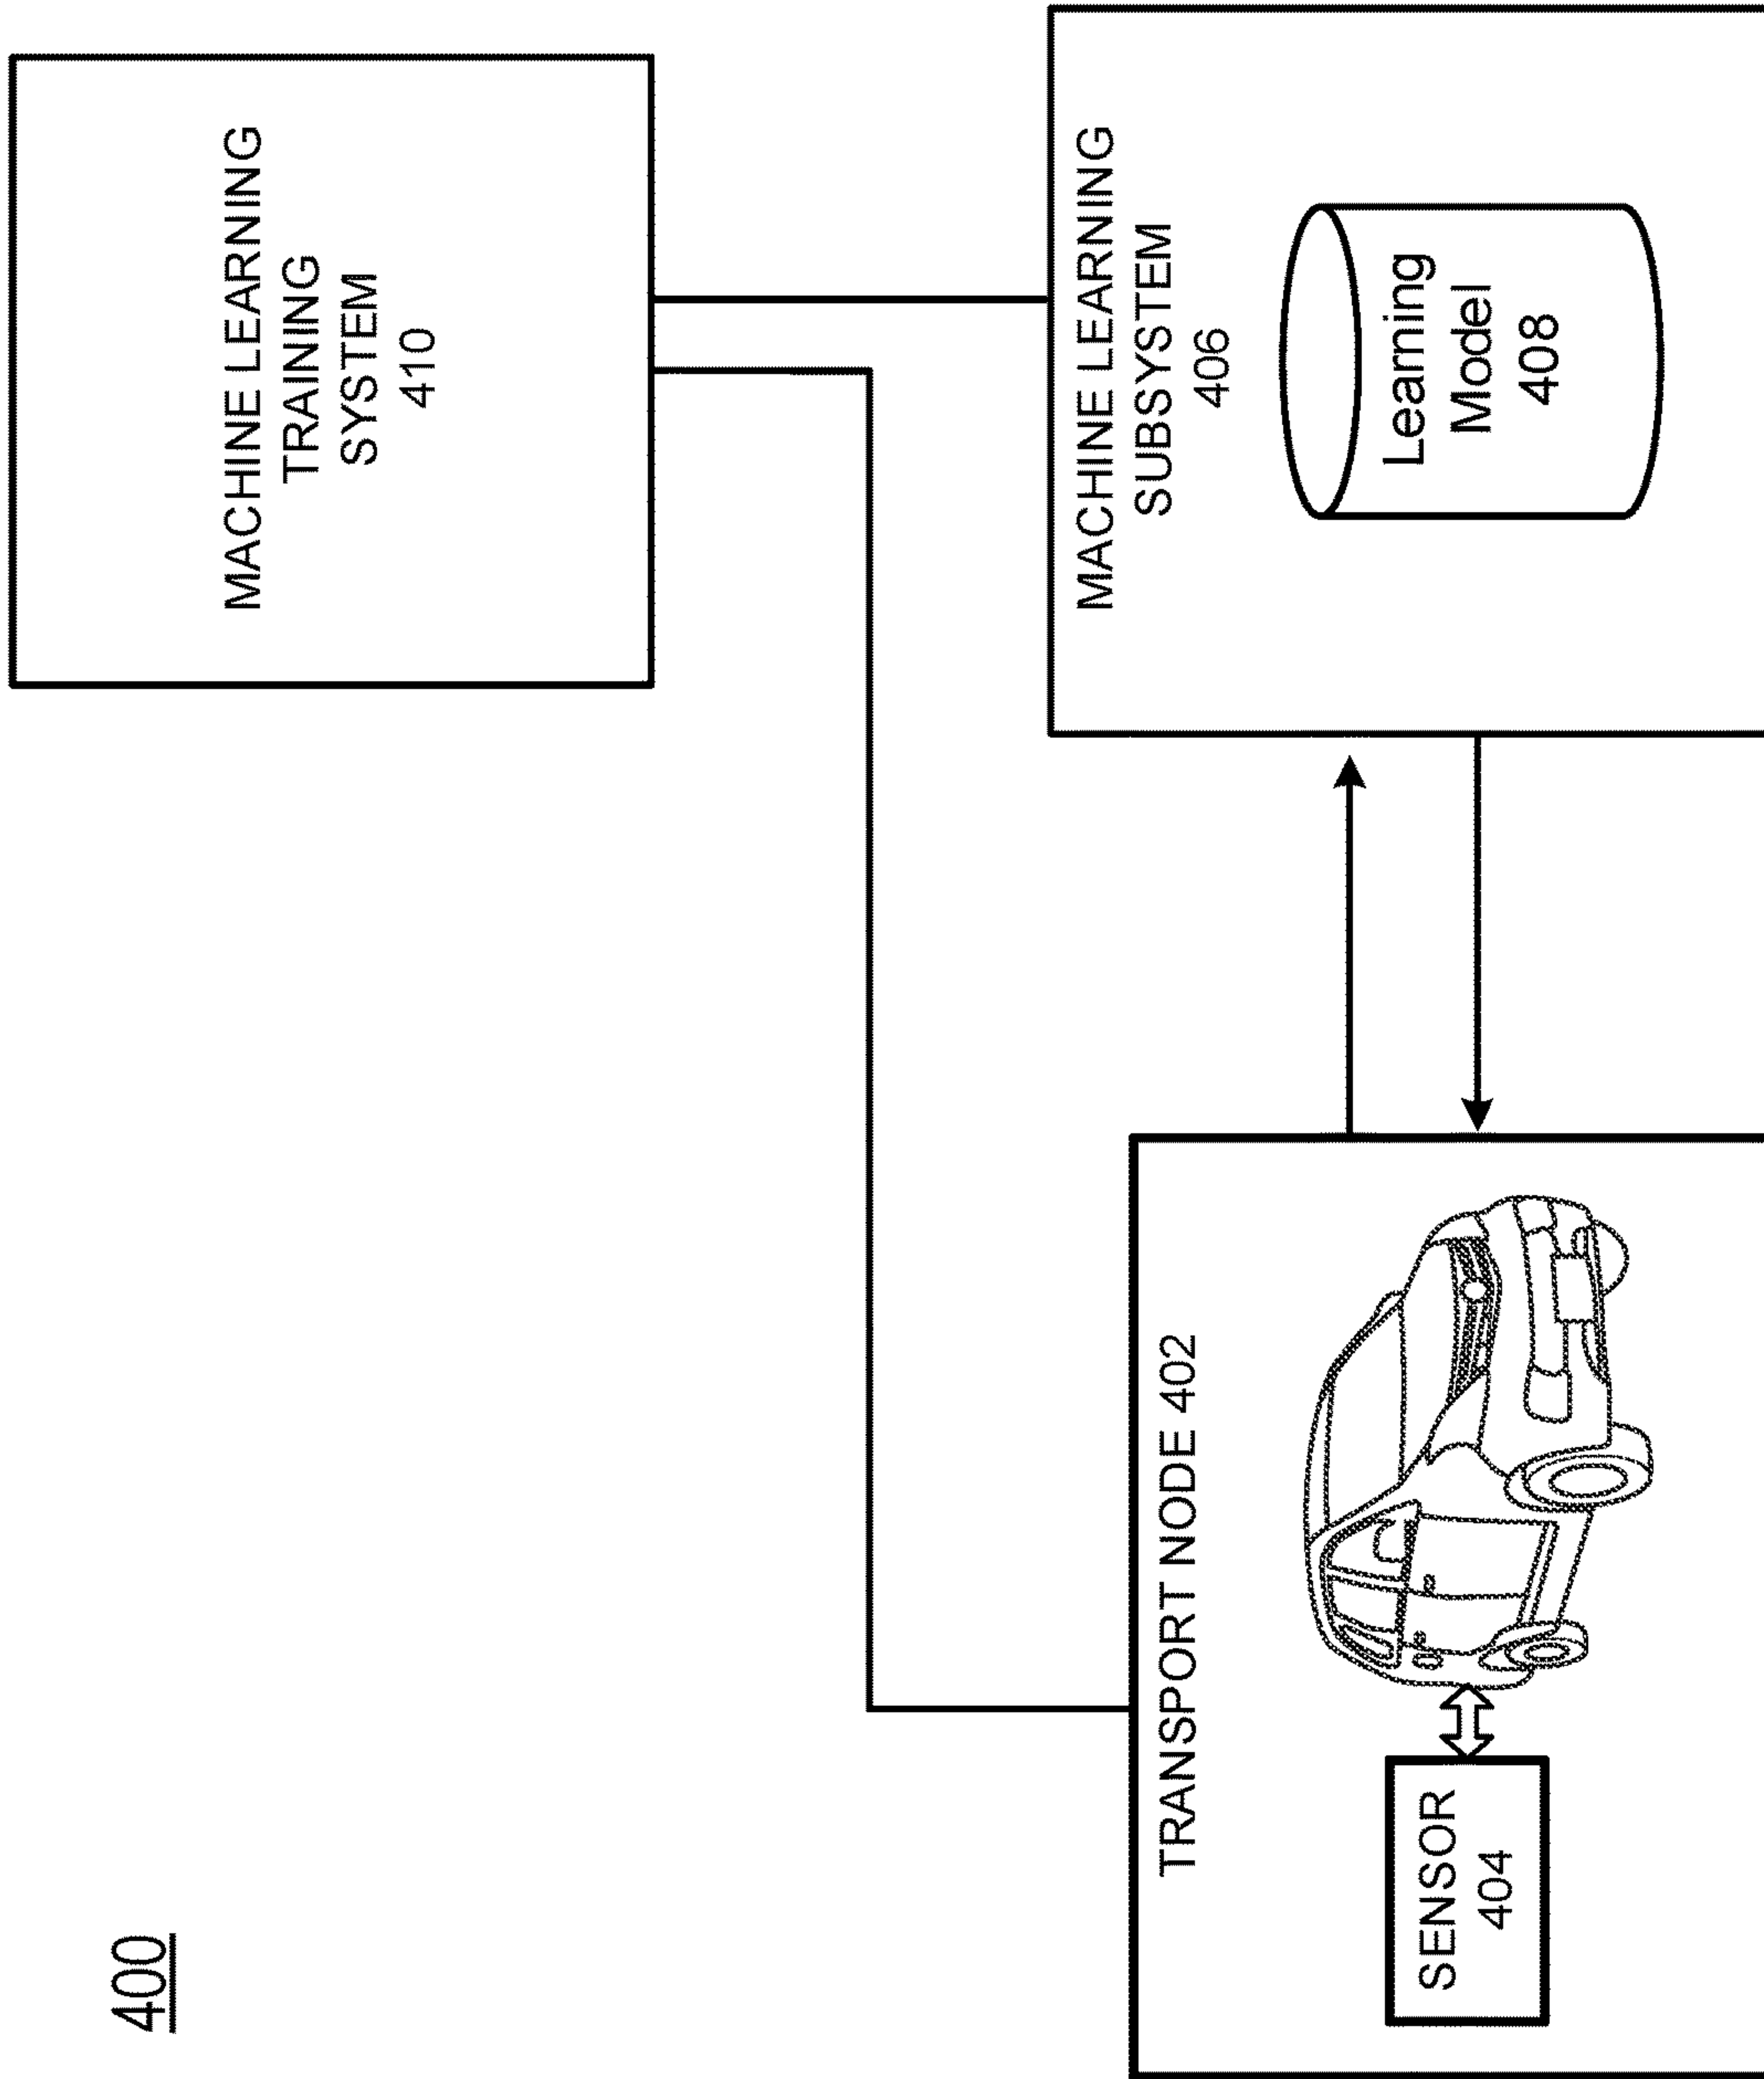 400
MACHINE LEARNING
TRAINING
SYSTEM
410
TRANSPORT NODE 402
SENSOR
404
MACHINE LEARNING
SUBSYSTEM
406
Learning
Model
408